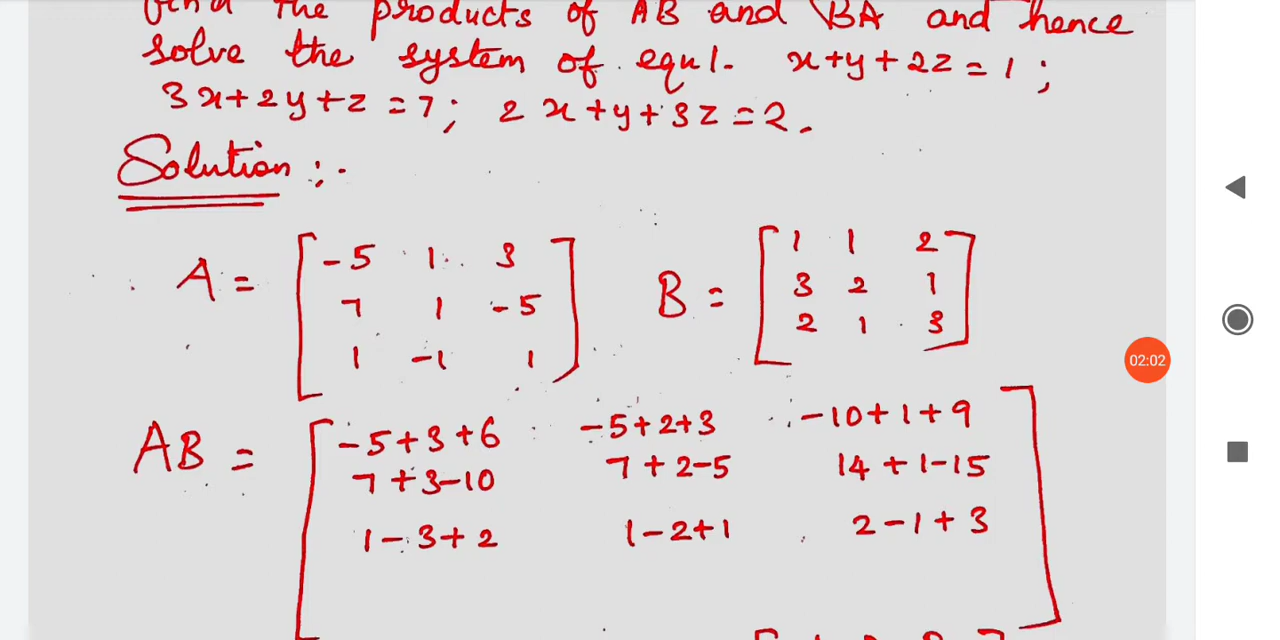 find the products of AB and BA and hence
solve the system of equl. x+y+2z=1;
3x+2y+z=7; 2x+y+3z=2.
Solution :-
A = [ -5 1 3 B = [ 1 1 2
7 1 -5 3 2 1
1 -1 1 ] 2 1 3 ]
02:02
AB = [ -5+3+6 -5+2+3 -10+1+9
7+3-10 7+2-5 14+1-15
1-3+2 1-2+1 2-1+3 ]